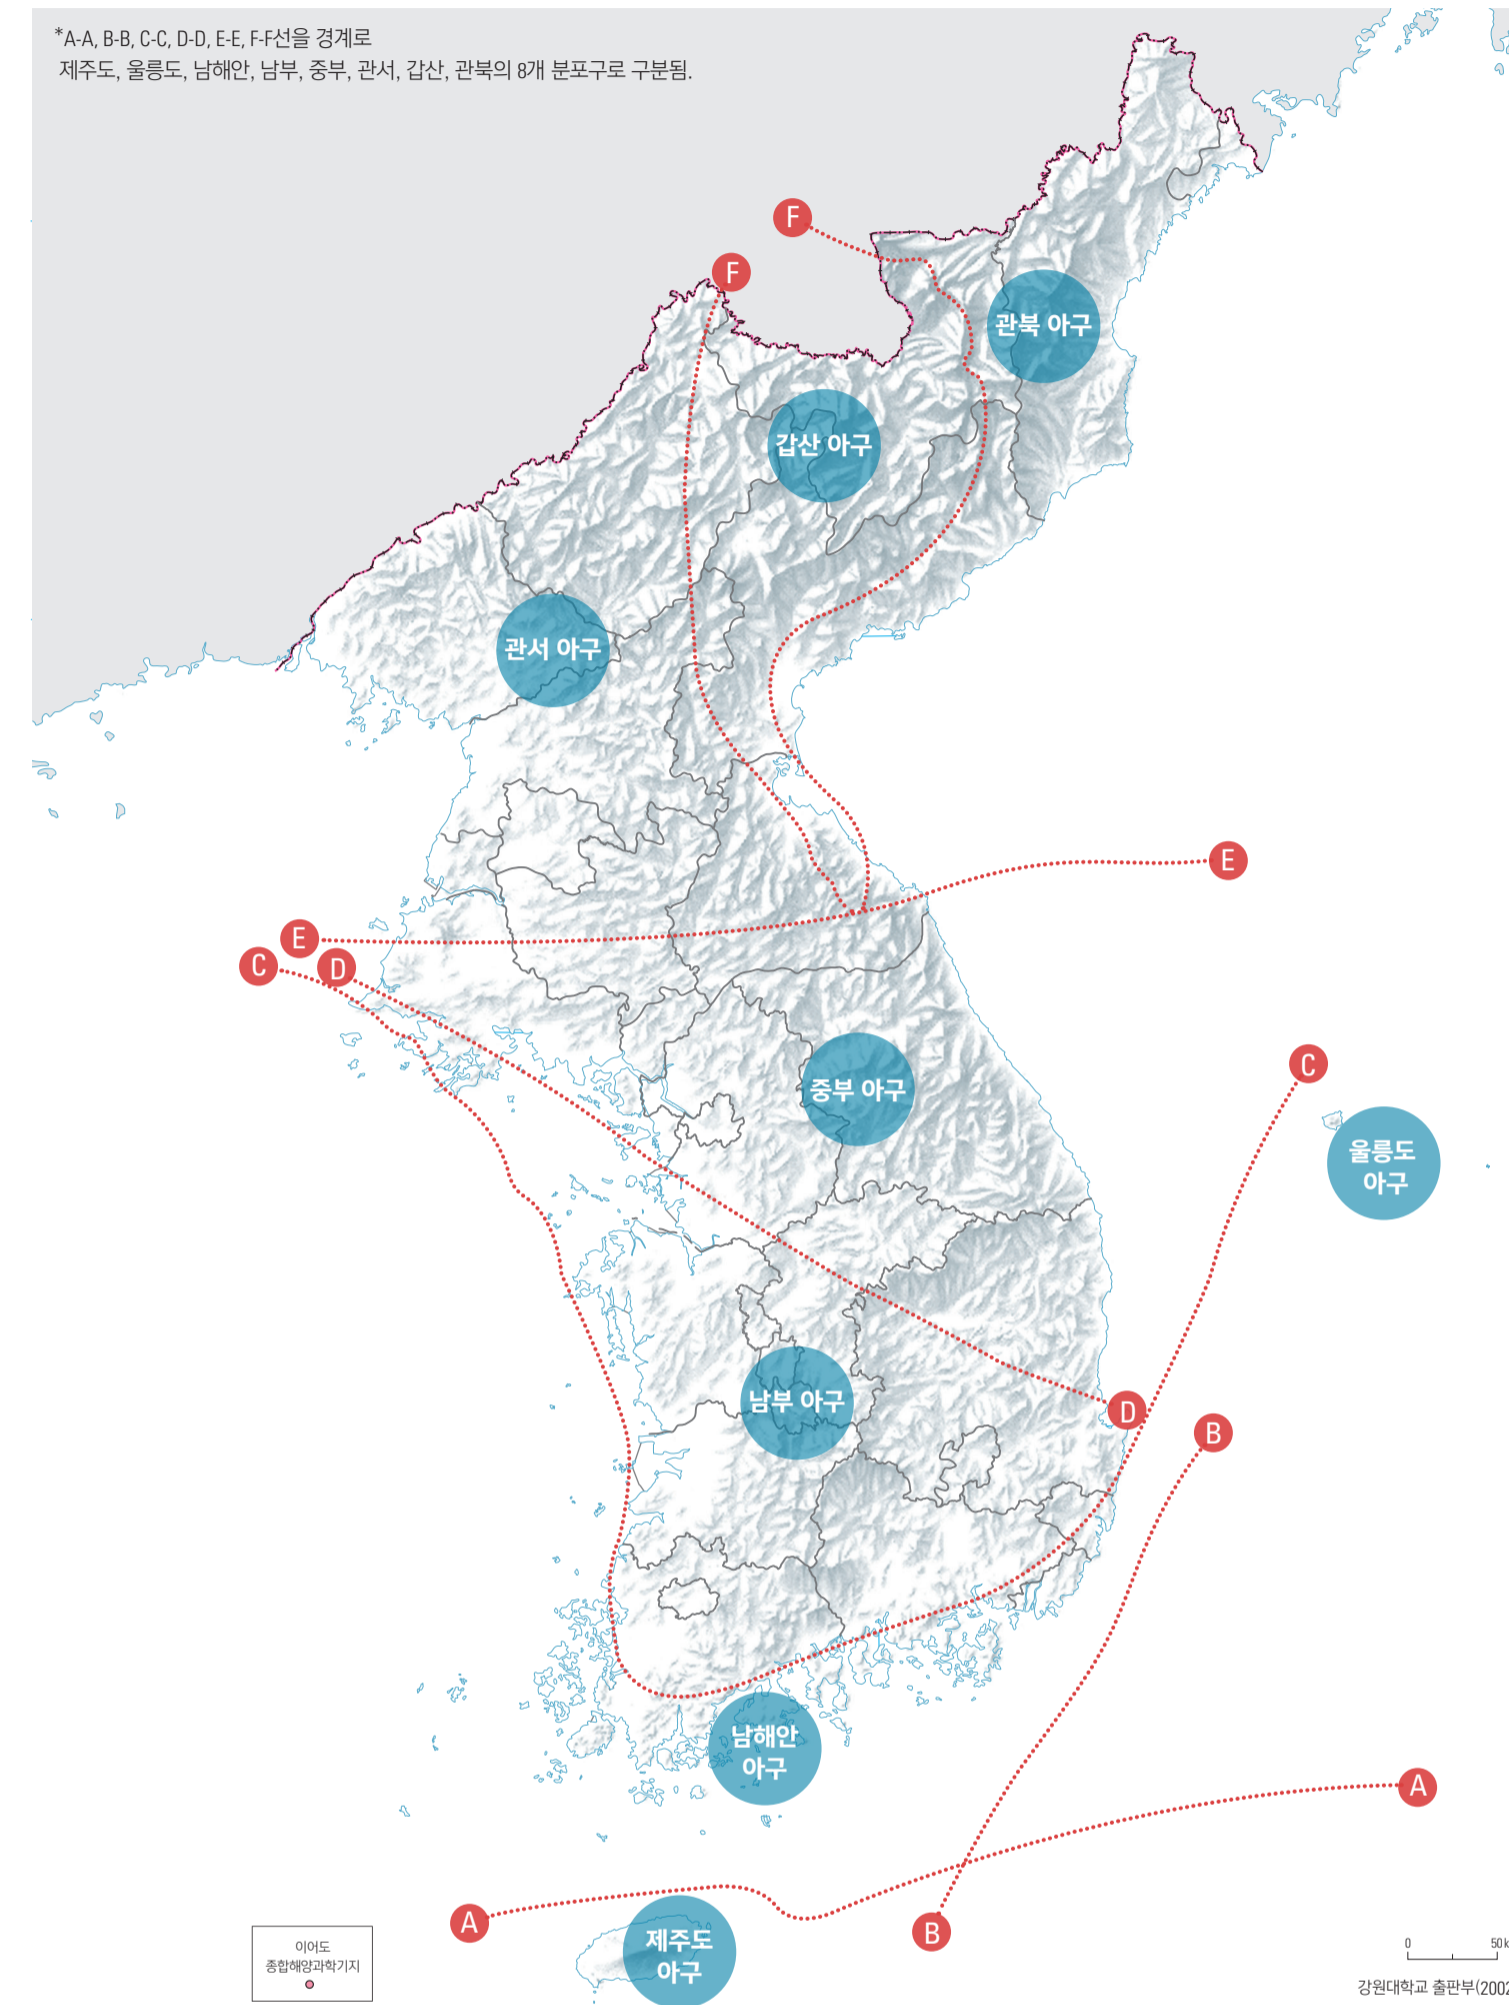 *A-A, B-B, C-C, D-D, E-E, F-F선을 경계로
제주도, 울릉도, 남해안, 남부, 중부, 관서, 갑산, 관북의 8개 분포구로 구분됨.
F
F
관북 아구
갑산 아구
관서 아구
E
E
C
D
C
중부 아구
울릉도
아구
남부 아구
D
B
남해안
아구
A
A
B
제주도
아구
이어도
종합해양과학기지
0 50k
강원대학교 출판부(2002